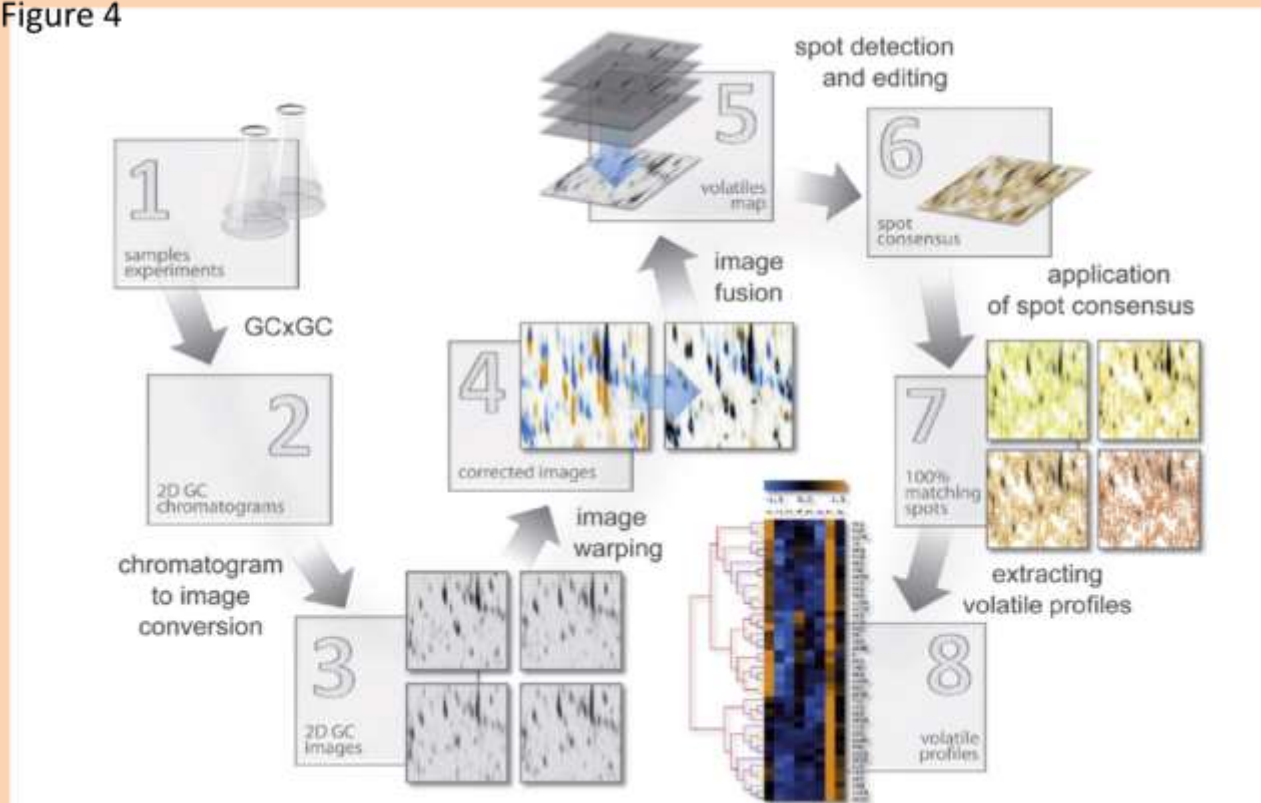 Figure 4
1
samples
experiments
GCxGC
2
2D GC
chromatograms
chromatogram
to image
conversion
3
2D GC
images
image
warping
4
corrected images
image
fusion
5
volatiles
map
spot detection
and editing
6
spot
consensus
application
of spot consensus
7
100%
matching
spots
extracting
volatile profiles
8
volatile
profiles